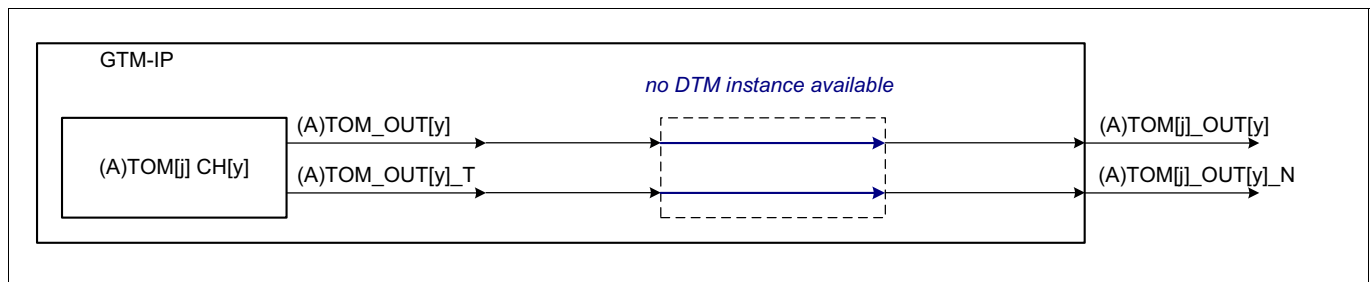 GTM-IP
no DTM instance available
(A)TOM_OUT[y]
(A)TOM[j]_OUT[y]
(A)TOM[j] CH[y]
(A)TOM_OUT[y]_T
(A)TOM[j]_OUT[y]_N